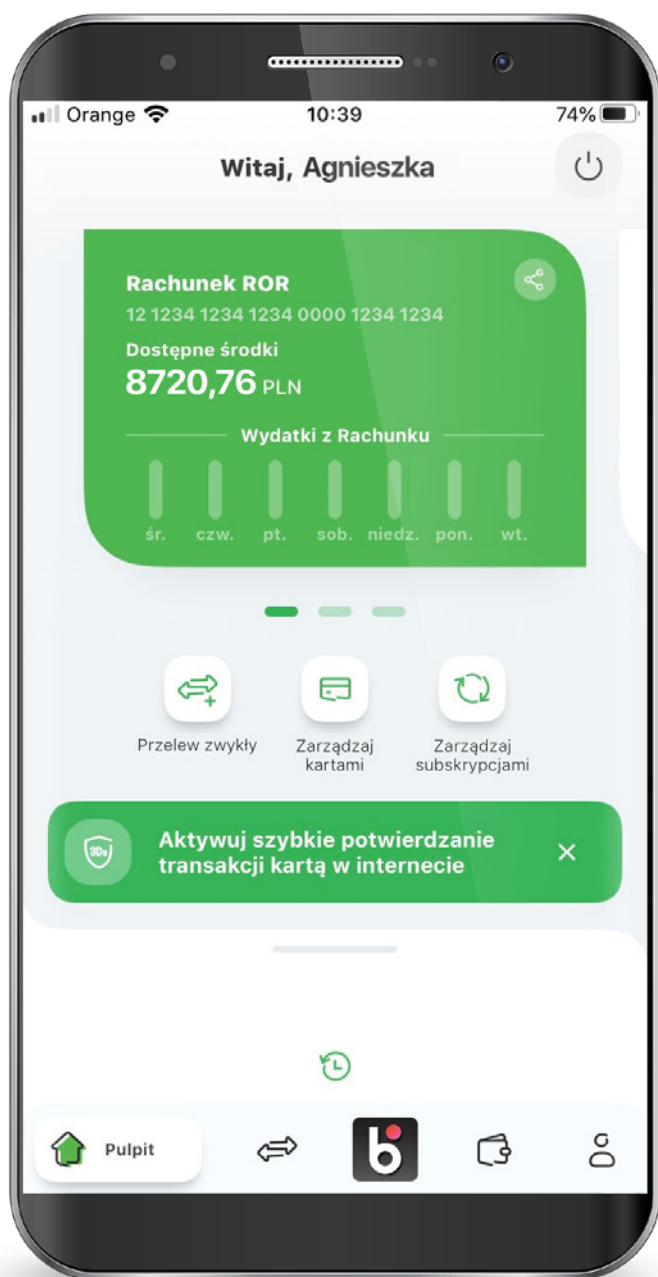 Orange 10:39 74%
Witaj, Agnieszka
Rachunek ROR
12 1234 1234 1234 0000 1234 1234
Dostępne środki
8720,76 PLN
Wydatki z Rachunku
śr. czw. pt. sob. niedz. pon. wt.
Przelew zwykły
Zarządzaj
kartami
Zarządzaj
subskrypcjami
3Ds
Aktywuj szybkie potwierdzanie
transakcji kartą w internecie
Pulpit
b